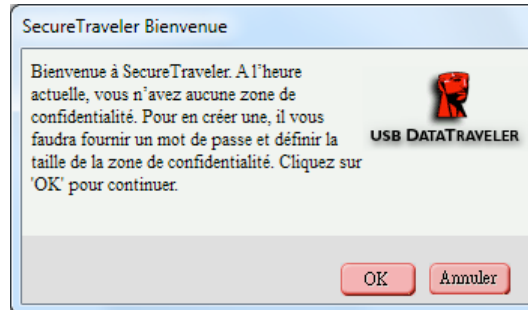 SecureTraveler Bienvenue
Bienvenue à SecureTraveler. A l'heure
actuelle, vous n'avez aucune zone de
confidentialité. Pour en créer une, il vous
faudra fournir un mot de passe et définir la
taille de la zone de confidentialité. Cliquez sur
'OK' pour continuer.
USB DATATRAVELER
OK
Annuler